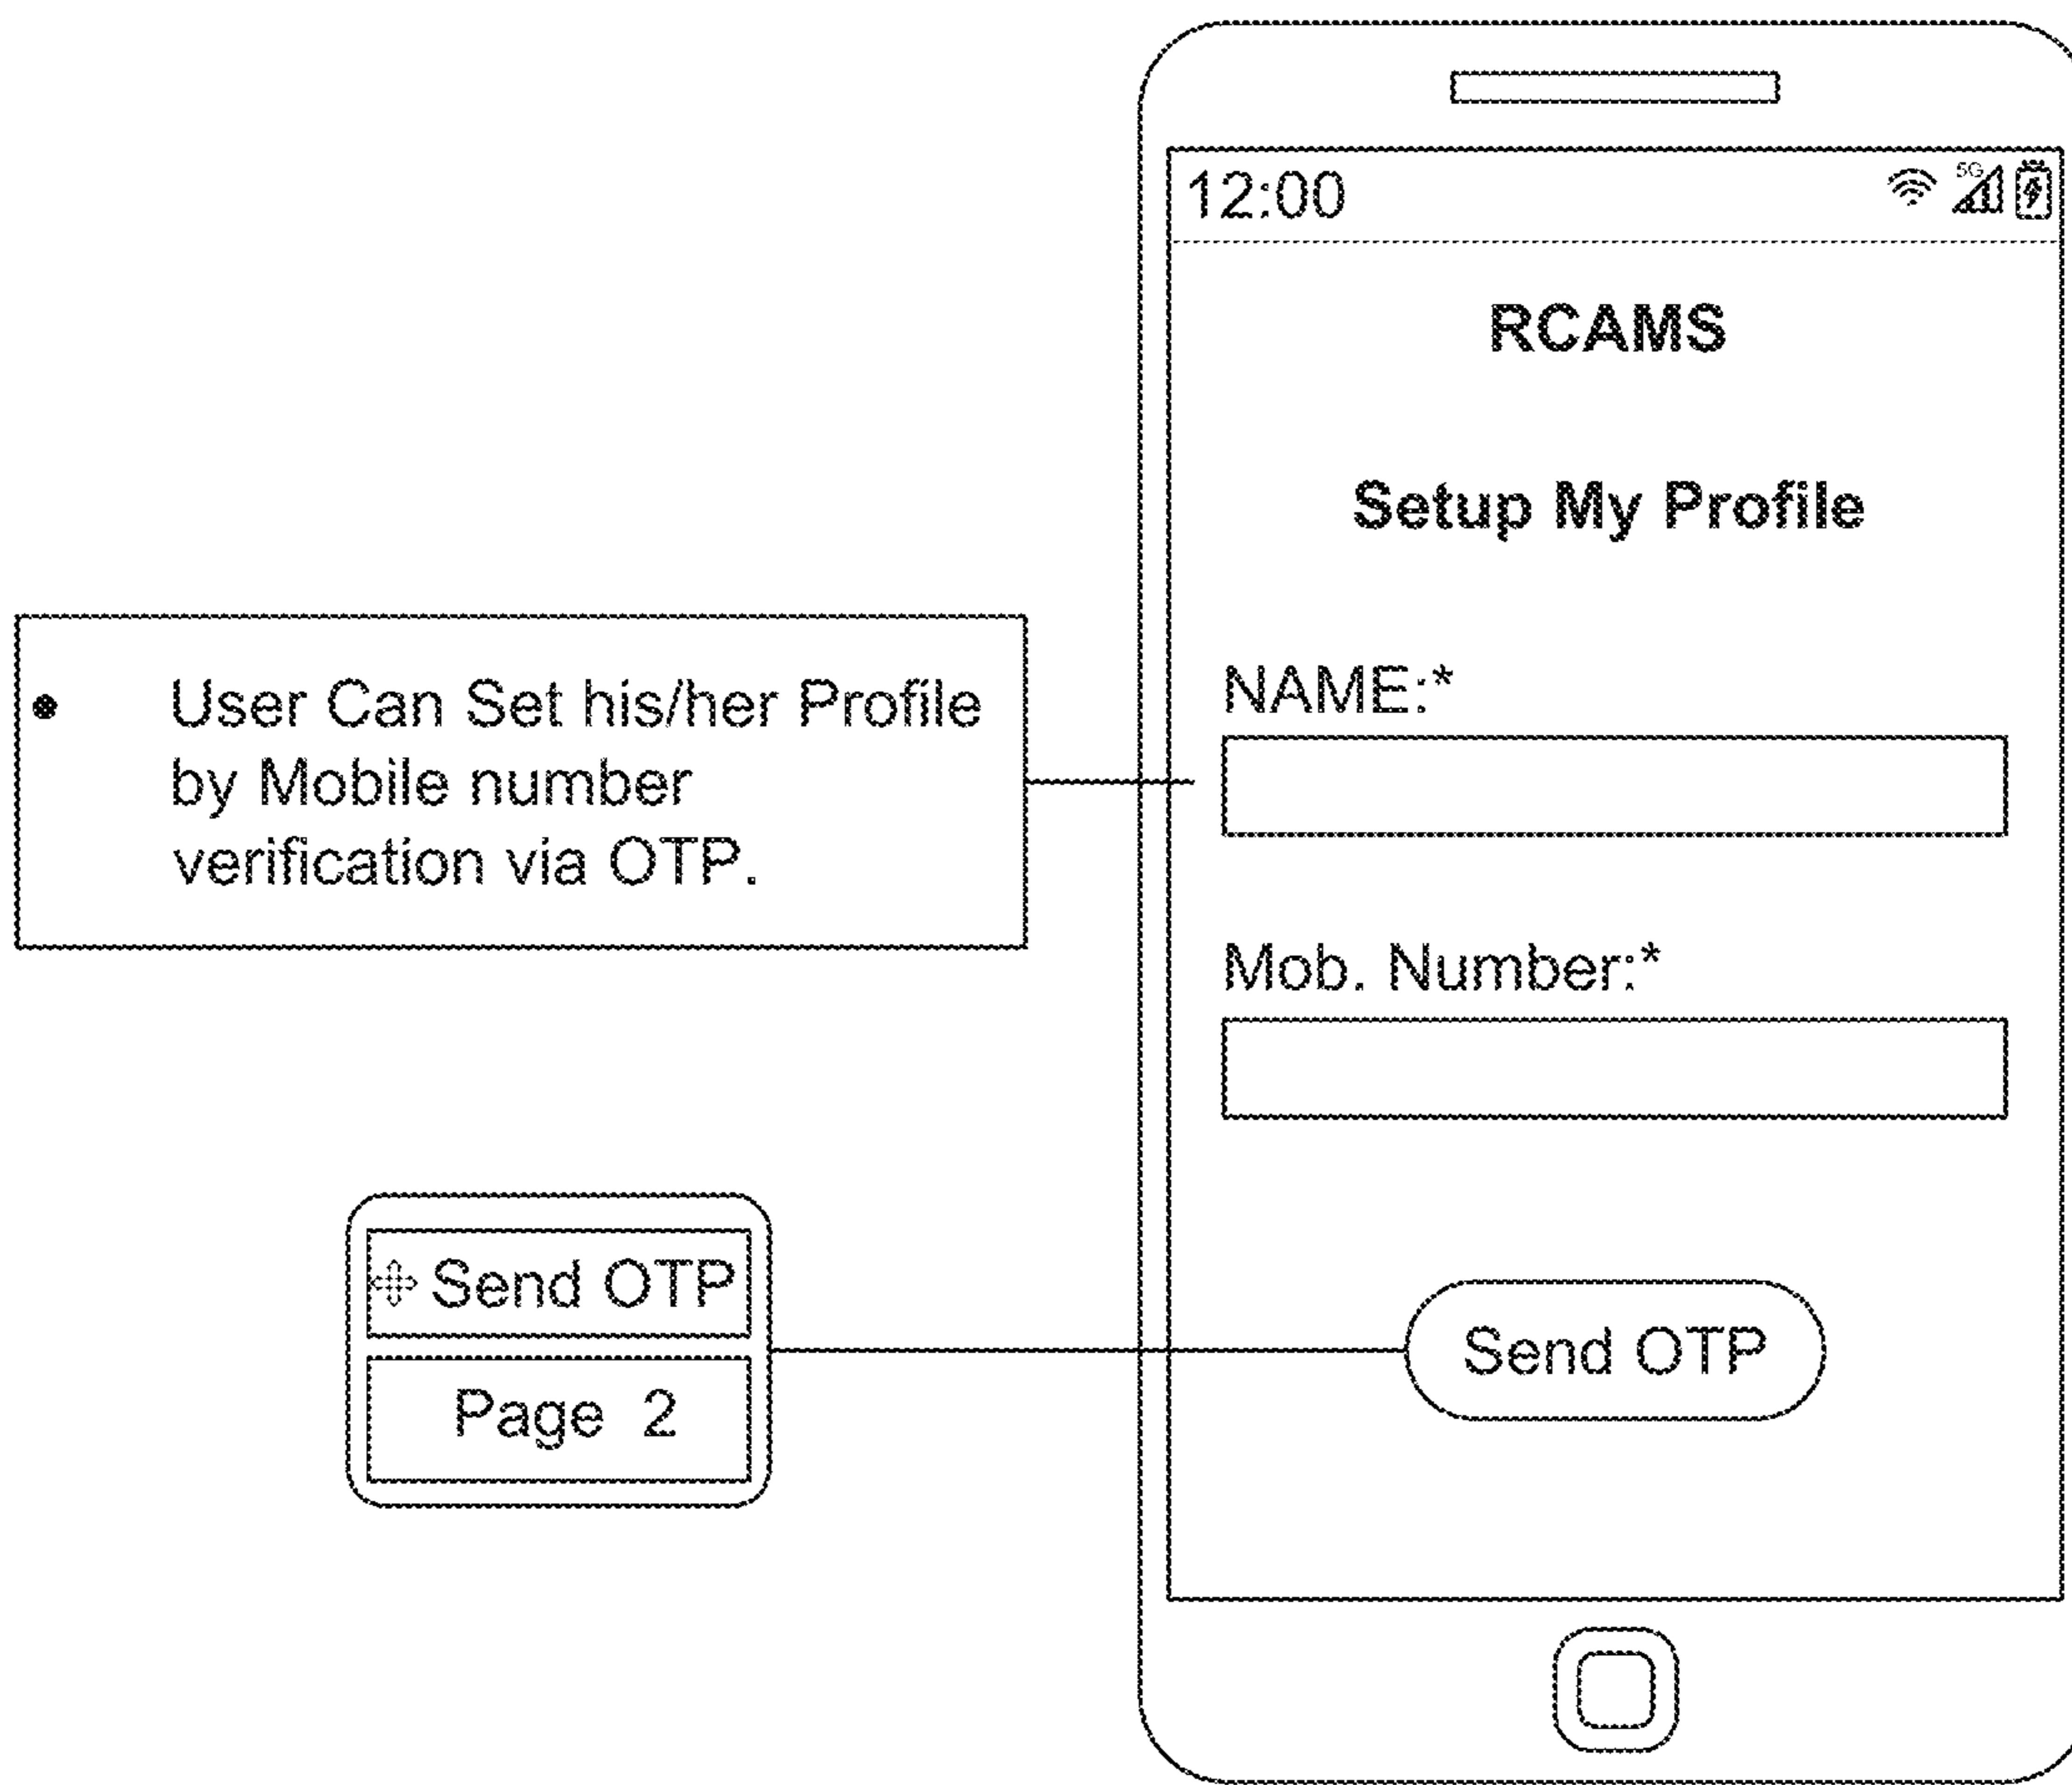 12:00
5G
RCAMS
Setup My Profile
• User Can Set his/her Profile
by Mobile number
verification via OTP.
NAME:*
Mob. Number:*
Send OTP
Page 2
Send OTP